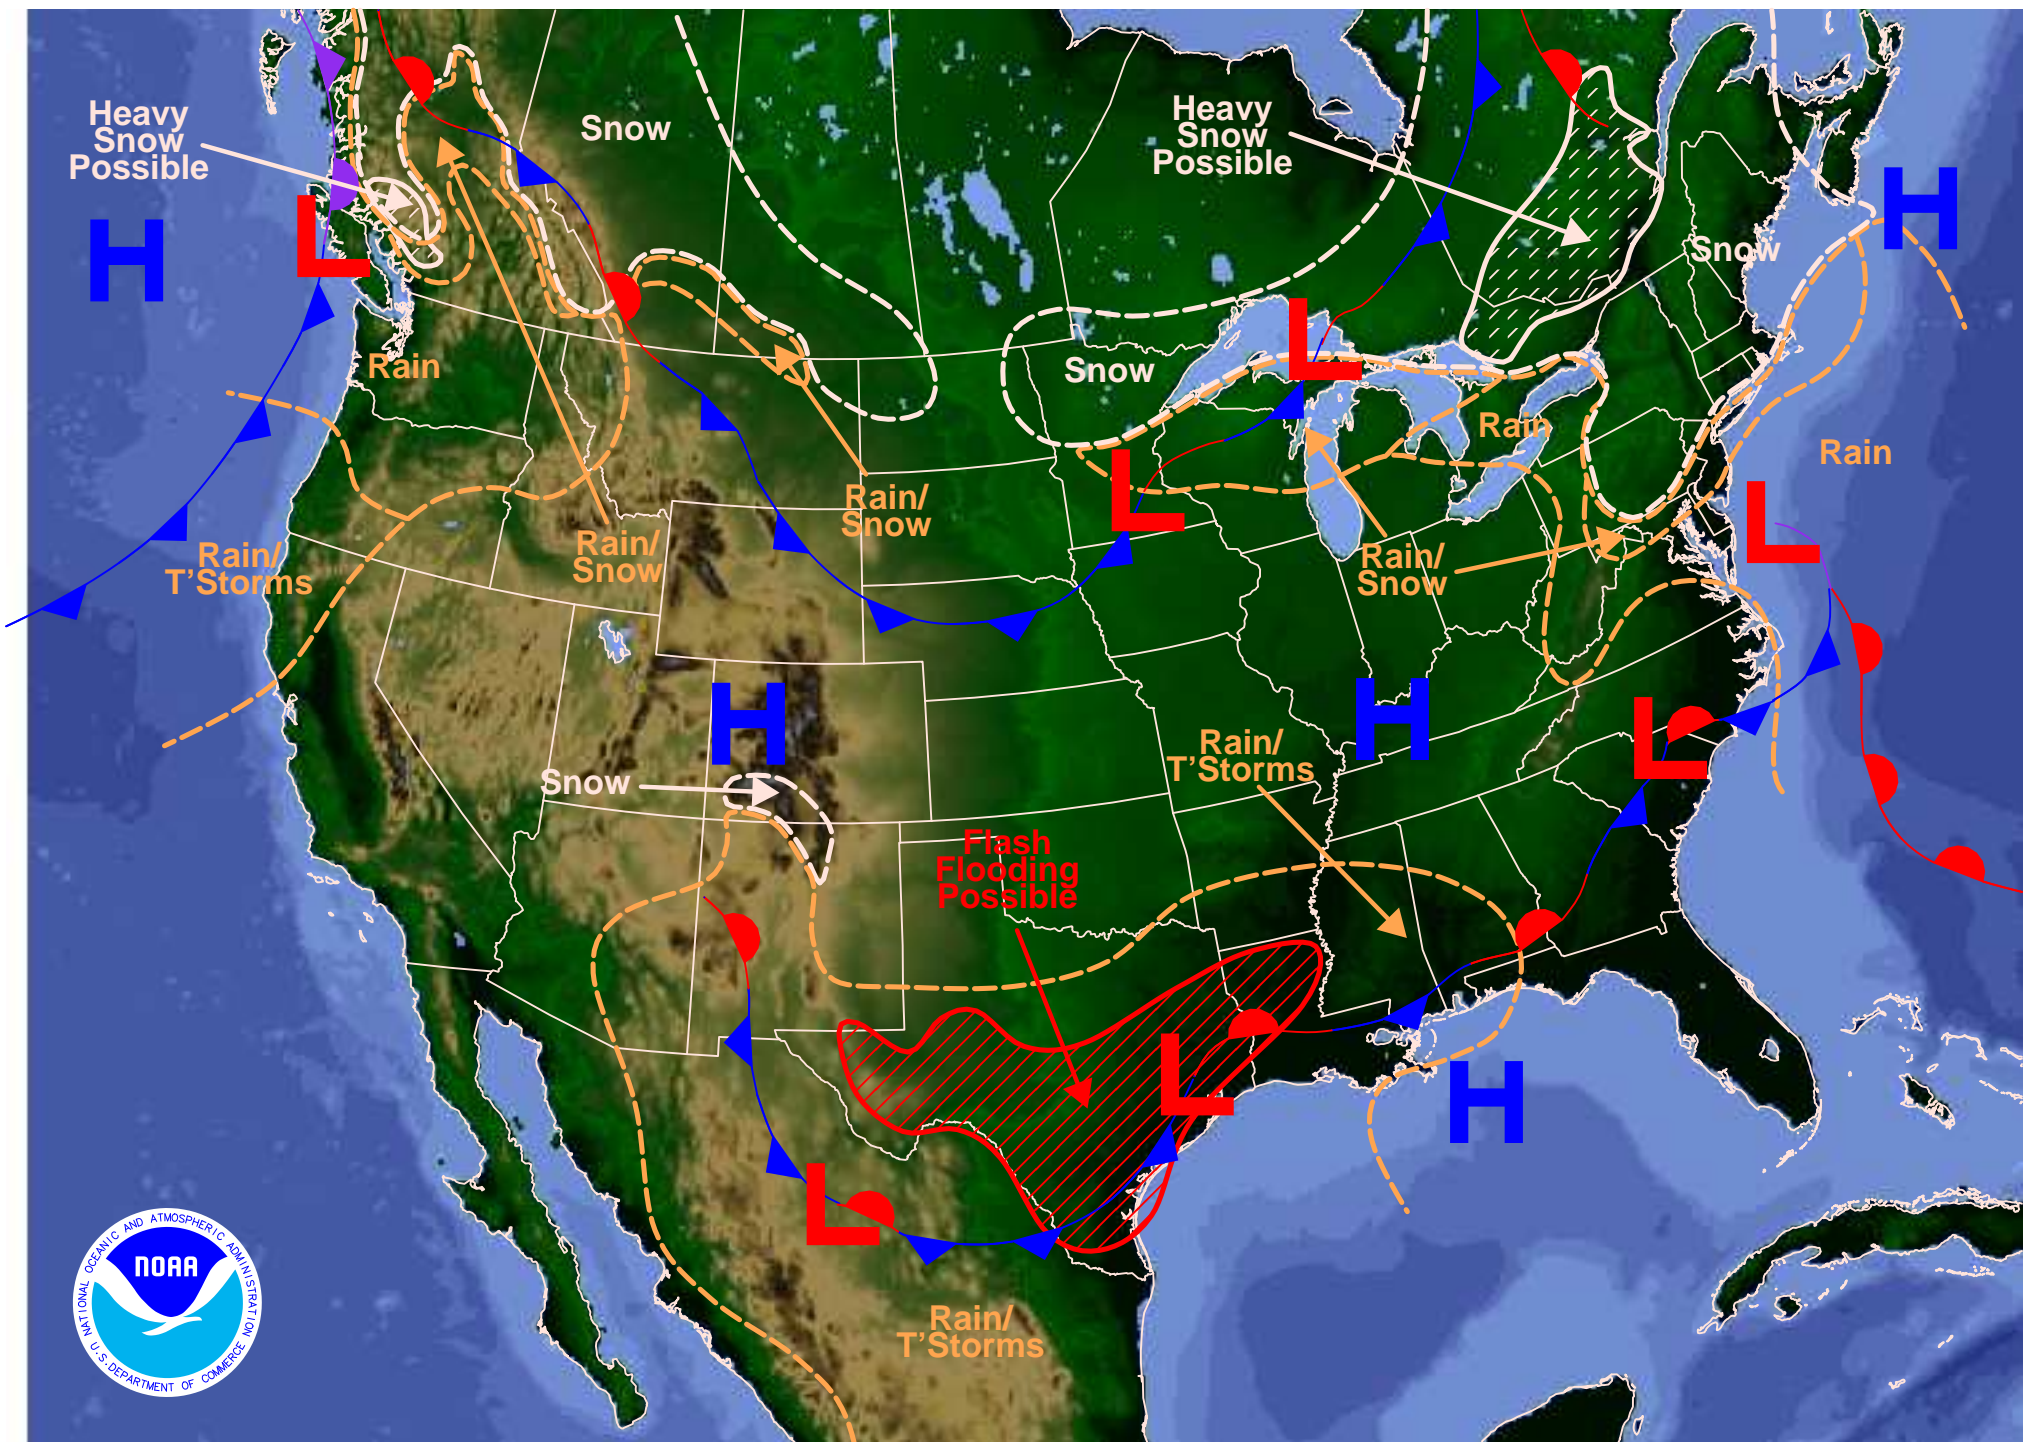 Heavy
Snow
Possible
Snow
Heavy
Snow
Possible
H
L
H
Snow
L
Rain
Snow
Rain
Rain
L
Rain/
Snow
L
Rain/
T'Storms
Rain/
Snow
Rain/
Snow
H
H
L
Snow
Rain/
T'Storms
Flash
Flooding
Possible
L
H
L
Rain/
T'Storms
NATIONAL OCEANIC AND ATMOSPHERIC ADMINISTRATION
NOAA
U.S. DEPARTMENT OF COMMERCE